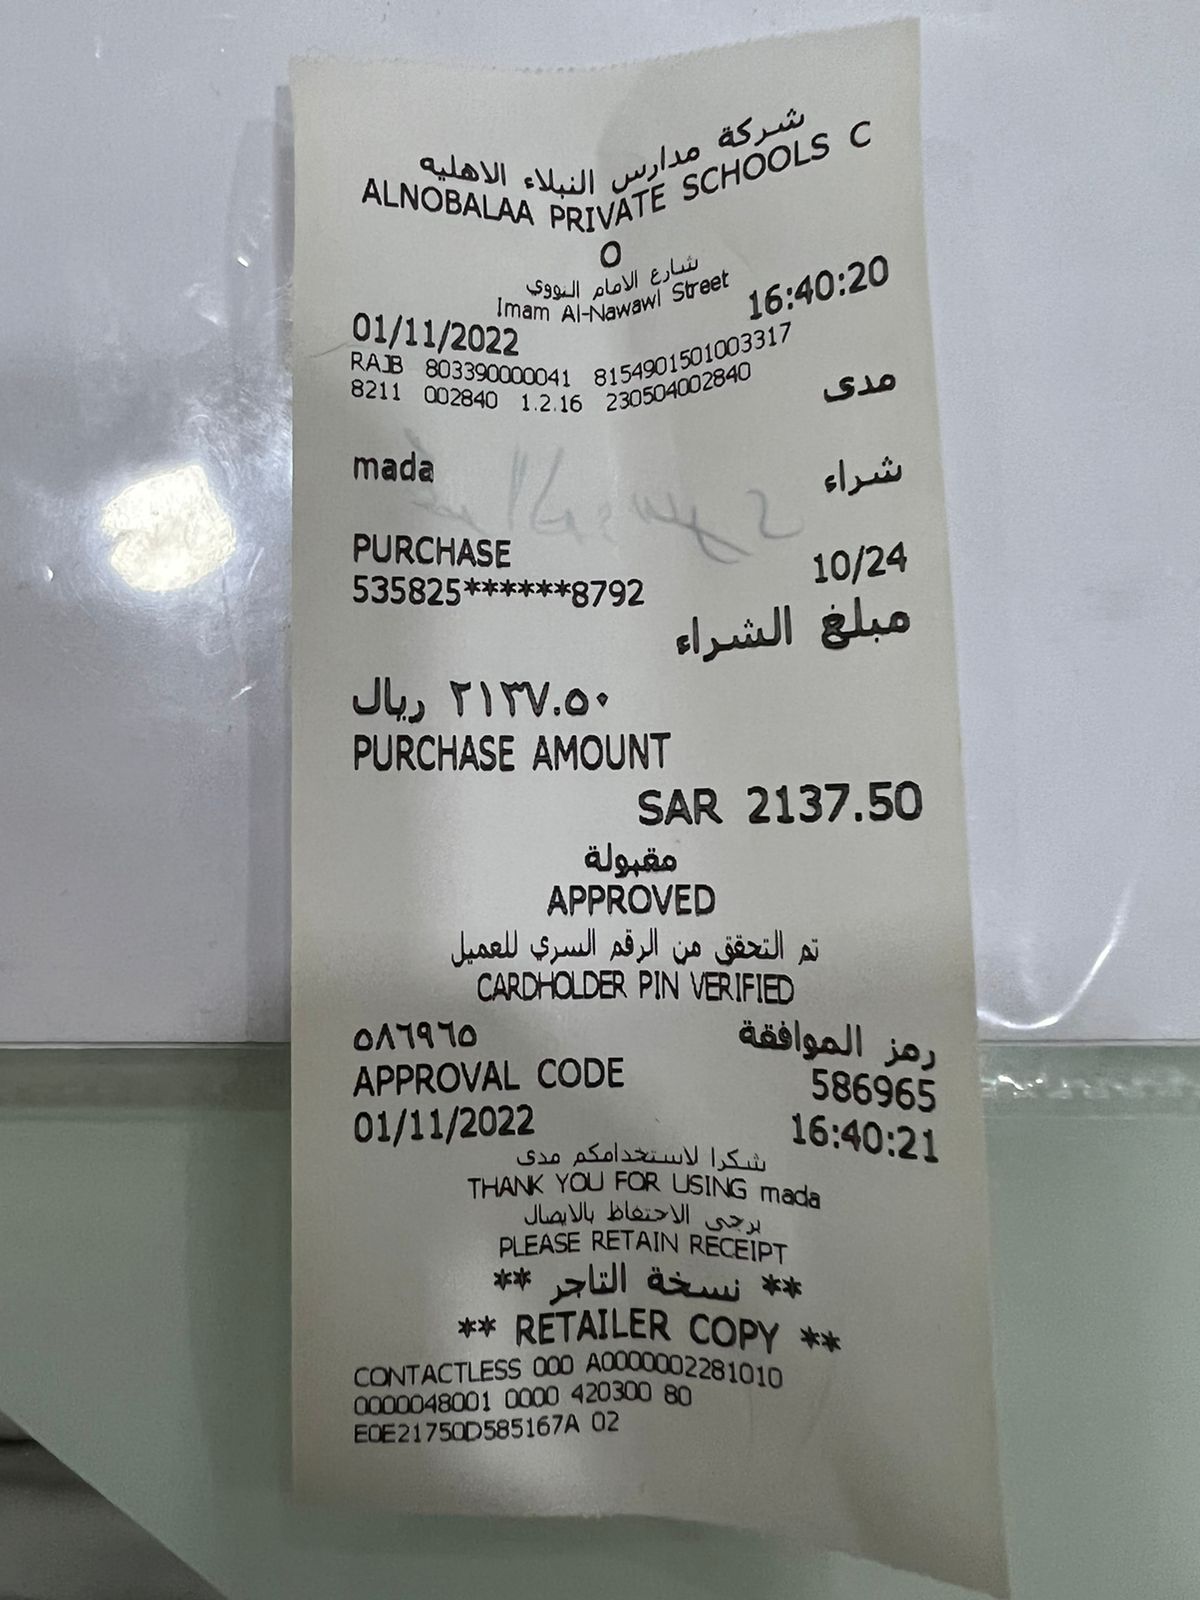 شركة مدارس النبلاء الاهليه
ALNOBALAA PRIVATE SCHOOLS C
O
شارع الامام النووي
Imam Al-Nawawi Street
01/11/2022 16:40:20
RAJB 803390000041 8154901501003317
8211 002840 1.2.16 230504002840
مدى
mada
شراء
PURCHASE
535825******8792 10/24
مبلغ الشراء
٢١٣٧.٥٠ ريال
PURCHASE AMOUNT
SAR 2137.50
مقبولة
APPROVED
تم التحقق من الرقم السري للعميل
CARDHOLDER PIN VERIFIED
رمز الموافقة ٥٨٦٩٦٥
APPROVAL CODE 586965
01/11/2022 16:40:21
شكرا لاستخدامكم مدى
THANK YOU FOR USING mada
يرجى الاحتفاظ بالايصال
PLEASE RETAIN RECEIPT
** نسخة التاجر **
** RETAILER COPY **
CONTACTLESS 000 A0000002281010
0000048001 0000 420300 80
E0E21750D585167A 02